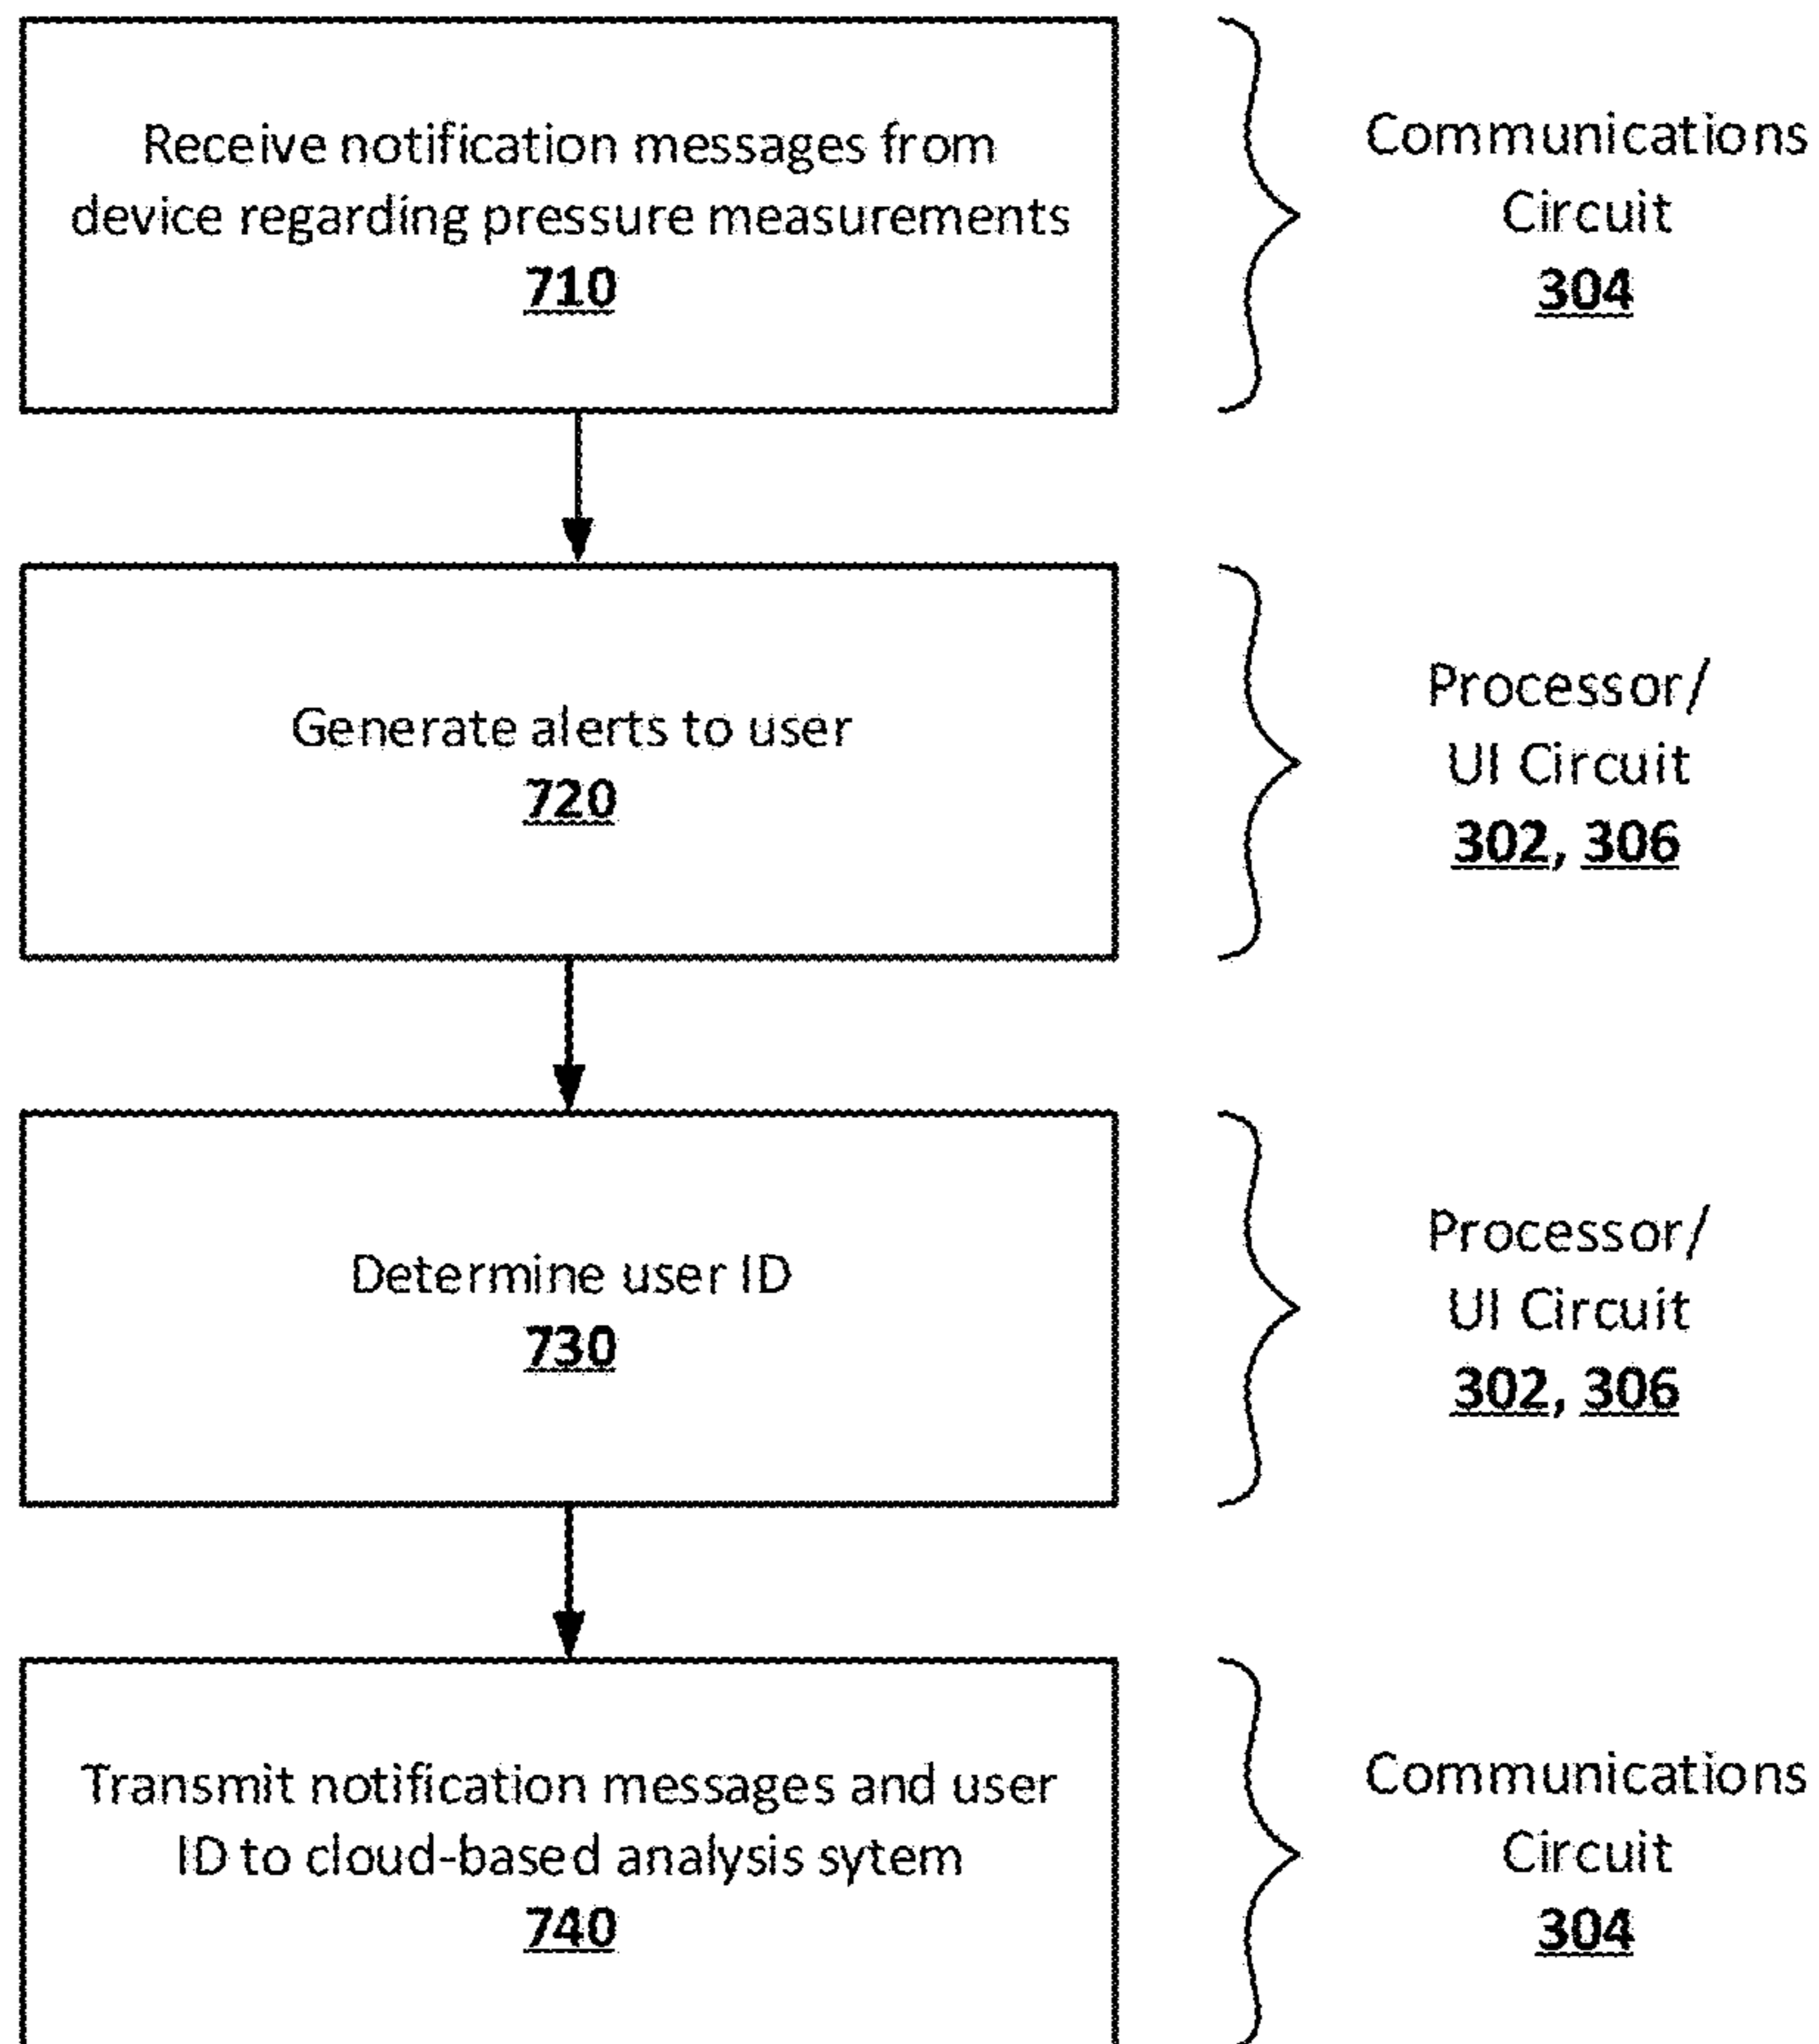 Receive notification messages from
device regarding pressure measurements
710
Communications
Circuit
304
Generate alerts to user
720
Processor/
UI Circuit
302, 306
Determine user ID
730
Processor/
UI Circuit
302, 306
Transmit notification messages and user
ID to cloud-based analysis sytem
740
Communications
Circuit
304